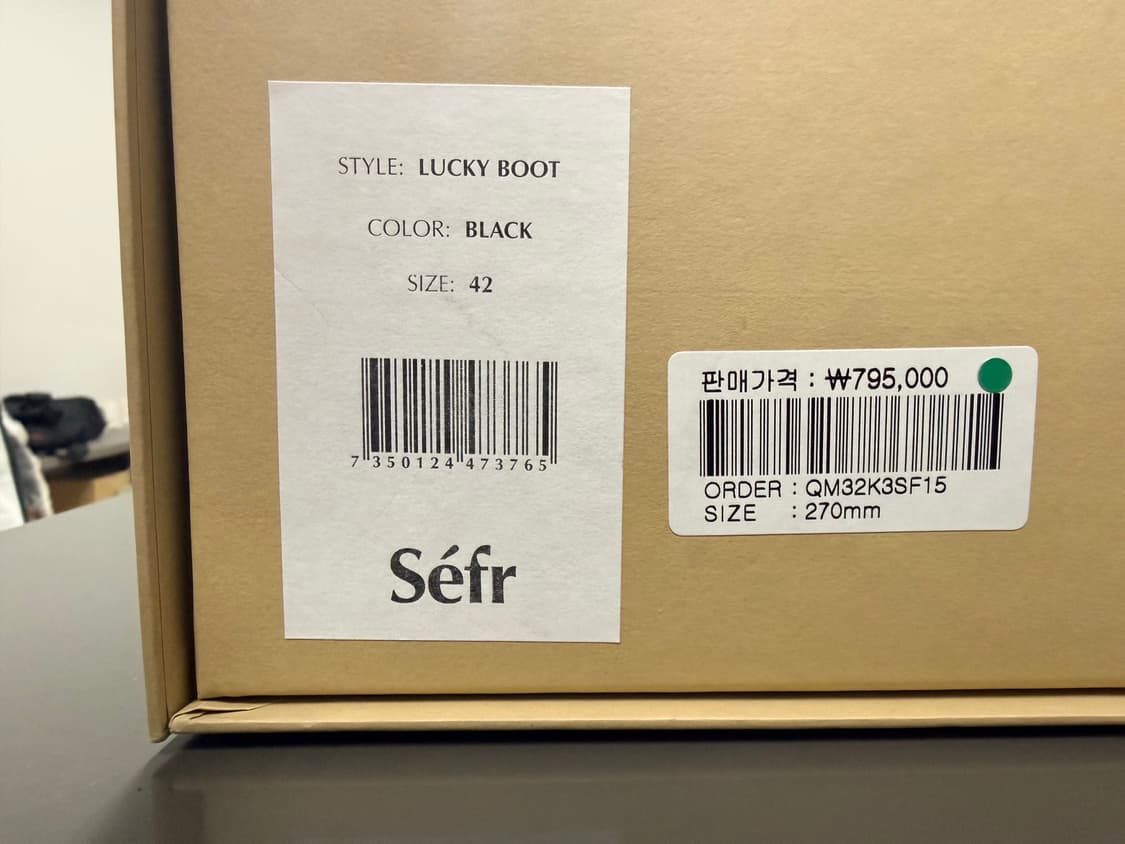 STYLE: LUCKY BOOT
COLOR: BLACK
SIZE: 42
7 350124 473765
Séfr
판매가격 : ₩795,000
ORDER : QM32K3SF15
SIZE : 270mm